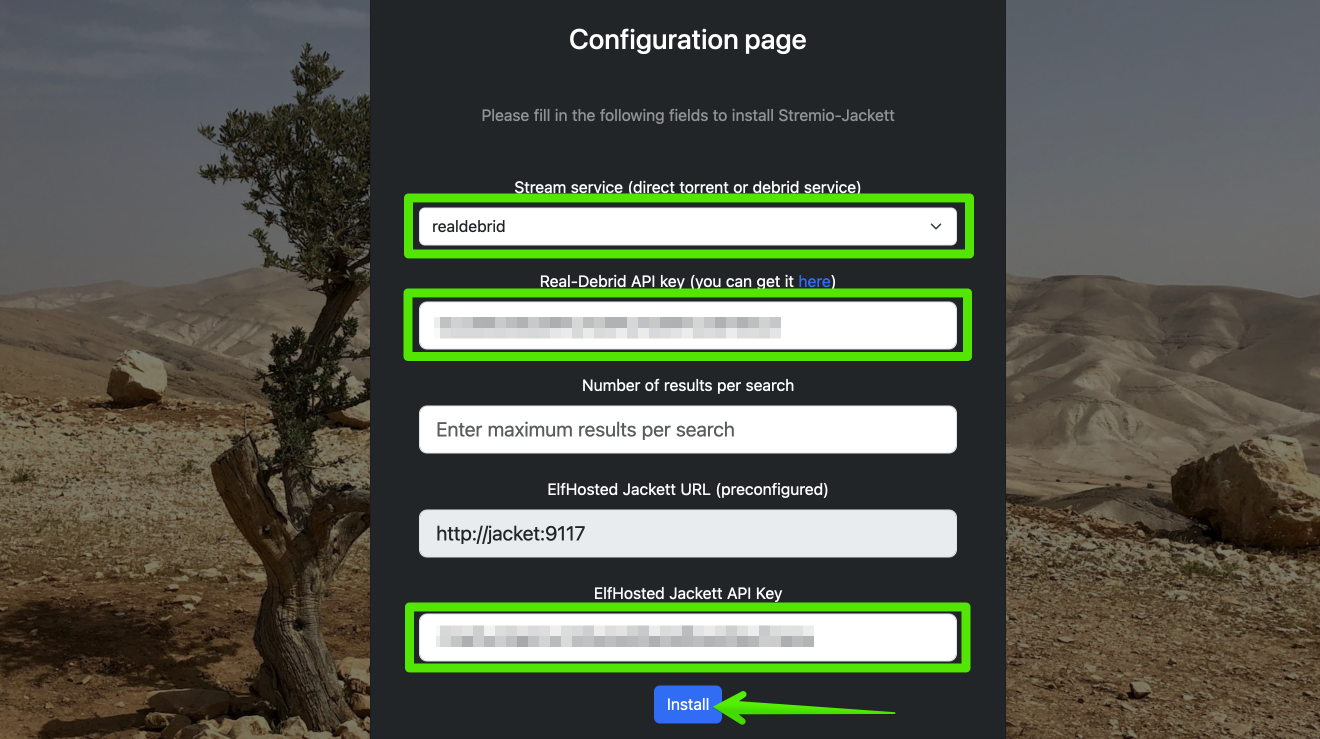 Configuration page
Please fill in the following fields to install Stremio-Jackett
Stream service (direct torrent or debrid service)
realdebrid
Real-Debrid API key (you can get it here)
Number of results per search
Enter maximum results per search
ElfHosted Jackett URL (preconfigured)
http://jacket:9117
ElfHosted Jackett API Key
Install